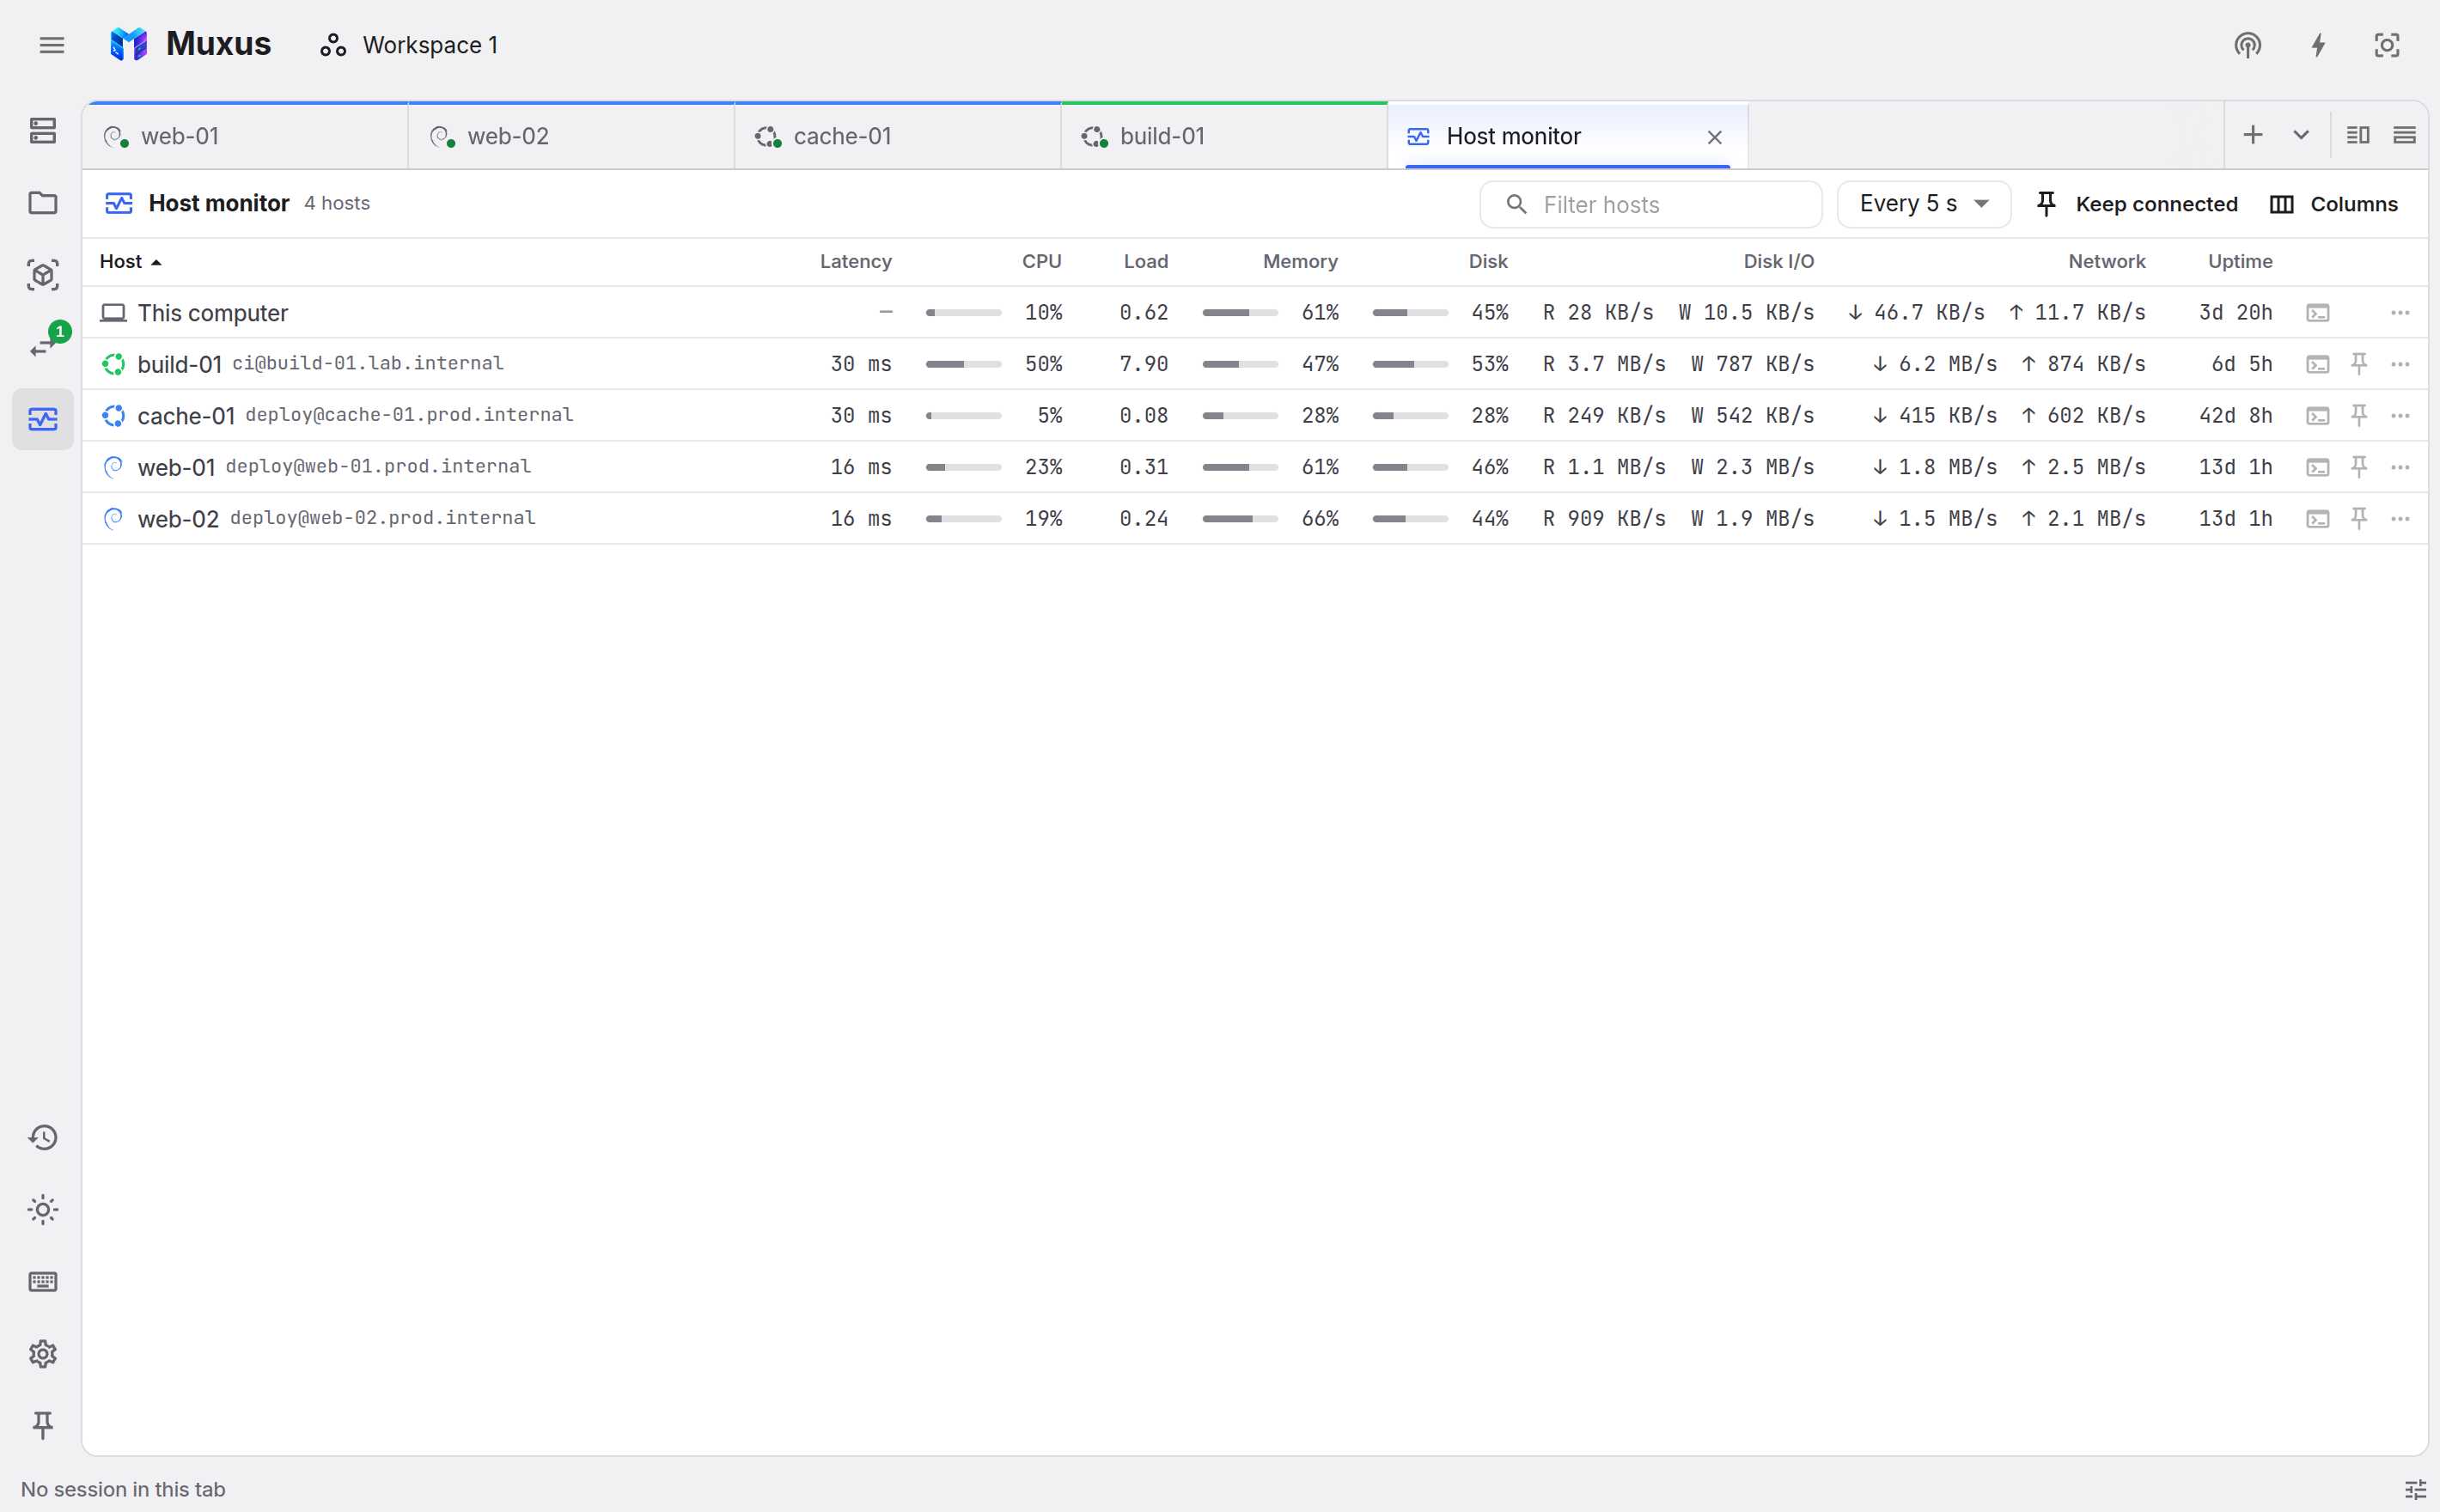 Muxus Workspace 1
web-01 web-02 cache-01 build-01 Host monitor
Host monitor 4 hosts Filter hosts Every 5 s Keep connected Columns
Host Latency CPU Load Memory Disk Disk I/O Network Uptime
This computer – 10% 0.62 61% 45% R 28 KB/s W 10.5 KB/s ↓ 46.7 KB/s ↑ 11.7 KB/s 3d 20h
1
build-01 ci@build-01.lab.internal 30 ms 50% 7.90 47% 53% R 3.7 MB/s W 787 KB/s ↓ 6.2 MB/s ↑ 874 KB/s 6d 5h
cache-01 deploy@cache-01.prod.internal 30 ms 5% 0.08 28% 28% R 249 KB/s W 542 KB/s ↓ 415 KB/s ↑ 602 KB/s 42d 8h
web-01 deploy@web-01.prod.internal 16 ms 23% 0.31 61% 46% R 1.1 MB/s W 2.3 MB/s ↓ 1.8 MB/s ↑ 2.5 MB/s 13d 1h
web-02 deploy@web-02.prod.internal 16 ms 19% 0.24 66% 44% R 909 KB/s W 1.9 MB/s ↓ 1.5 MB/s ↑ 2.1 MB/s 13d 1h
No session in this tab